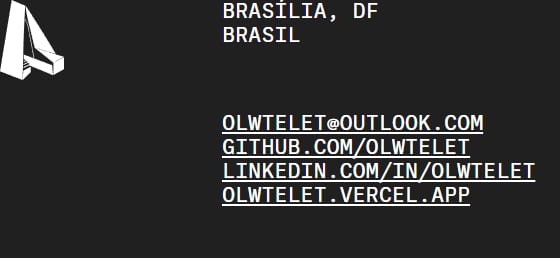 BRASÍLIA, DF
BRASIL
OLWTELET@OUTLOOK.COM
GITHUB.COM/OLWTELET
LINKEDIN.COM/IN/OLWTELET
OLWTELET.VERCEL.APP